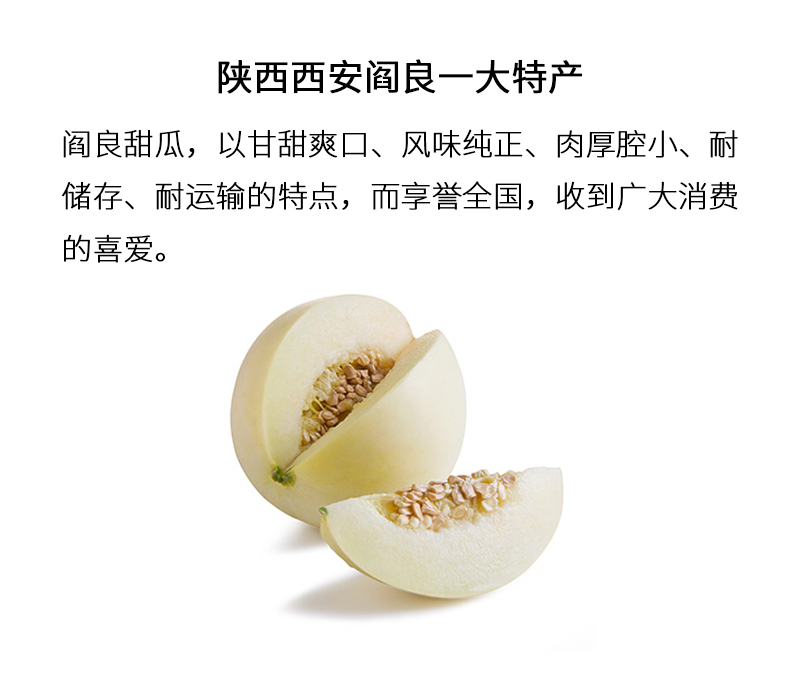 陕西西安阎良一大特产
阎良甜瓜，以甘甜爽口、风味纯正、肉厚腔小、耐
储存、耐运输的特点，而享誉全国，收到广大消费
的喜爱。